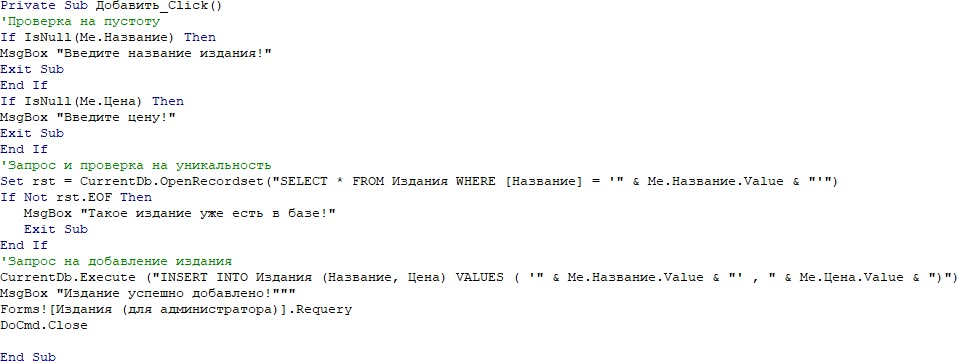 Private Sub Добавить_Click()
'Проверка на пустоту
If IsNull(Me.Название) Then
MsgBox "Введите название издания!"
Exit Sub
End If
If IsNull(Me.Цена) Then
MsgBox "Введите цену!"
Exit Sub
End If
'Запрос и проверка на уникальность
Set rst = CurrentDb.OpenRecordset("SELECT * FROM Издания WHERE [Название] = '" & Me.Название.Value & "'")
If Not rst.EOF Then
   MsgBox "Такое издание уже есть в базе!"
   Exit Sub
End If
'Запрос на добавление издания
CurrentDb.Execute ("INSERT INTO Издания (Название, Цена) VALUES ( '" & Me.Название.Value & "' , " & Me.Цена.Value & ")")
MsgBox "Издание успешно добавлено!"""
Forms![Издания (для администратора)].Requery
DoCmd.Close
End Sub